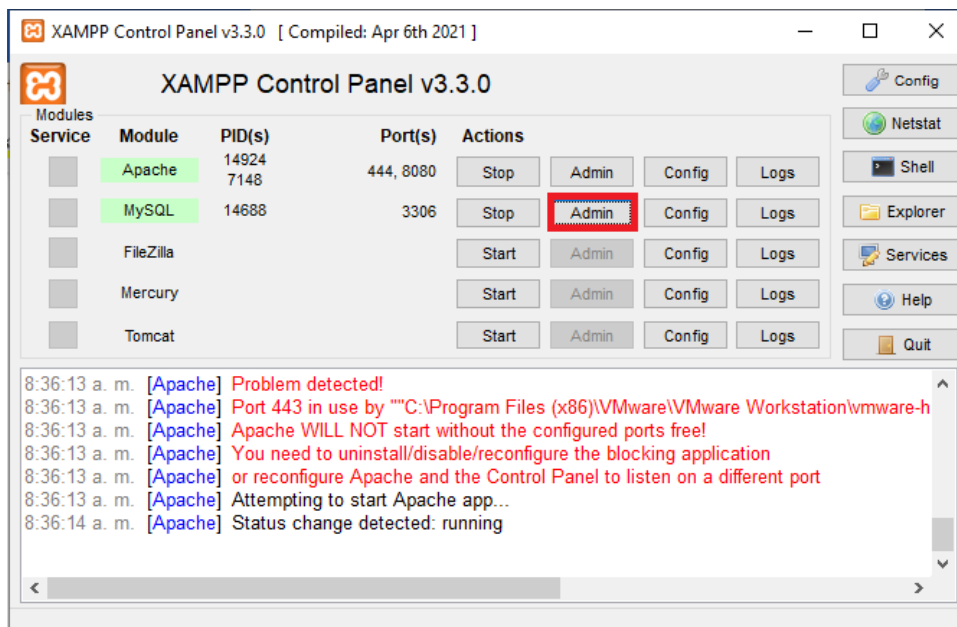 XAMPP Control Panel v3.3.0 [ Compiled: Apr 6th 2021 ]
XAMPP Control Panel v3.3.0
Config
Modules
Service Module PID(s) Port(s) Actions
Netstat
Apache 14924 7148 444, 8080 Stop Admin Config Logs
Shell
MySQL 14688 3306 Stop Admin Config Logs
Explorer
FileZilla Start Admin Config Logs
Services
Mercury Start Admin Config Logs
Help
Tomcat Start Admin Config Logs
Quit
8:36:13 a. m. [Apache] Problem detected!
8:36:13 a. m. [Apache] Port 443 in use by ""C:\Program Files (x86)\VMware\VMware Workstation\vmware-h
8:36:13 a. m. [Apache] Apache WILL NOT start without the configured ports free!
8:36:13 a. m. [Apache] You need to uninstall/disable/reconfigure the blocking application
8:36:13 a. m. [Apache] or reconfigure Apache and the Control Panel to listen on a different port
8:36:13 a. m. [Apache] Attempting to start Apache app...
8:36:14 a. m. [Apache] Status change detected: running